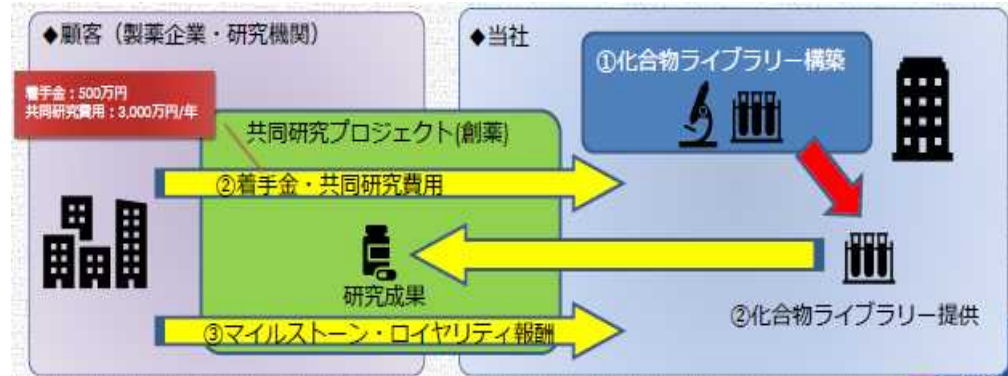 ◆顧客（製薬企業・研究機関）
着手金：500万円
共同研究費用：3,000万円/年
共同研究プロジェクト(創薬)
②着手金・共同研究費用
研究成果
③マイルストーン・ロイヤリティ報酬
◆当社
①化合物ライブラリー構築
②化合物ライブラリー提供